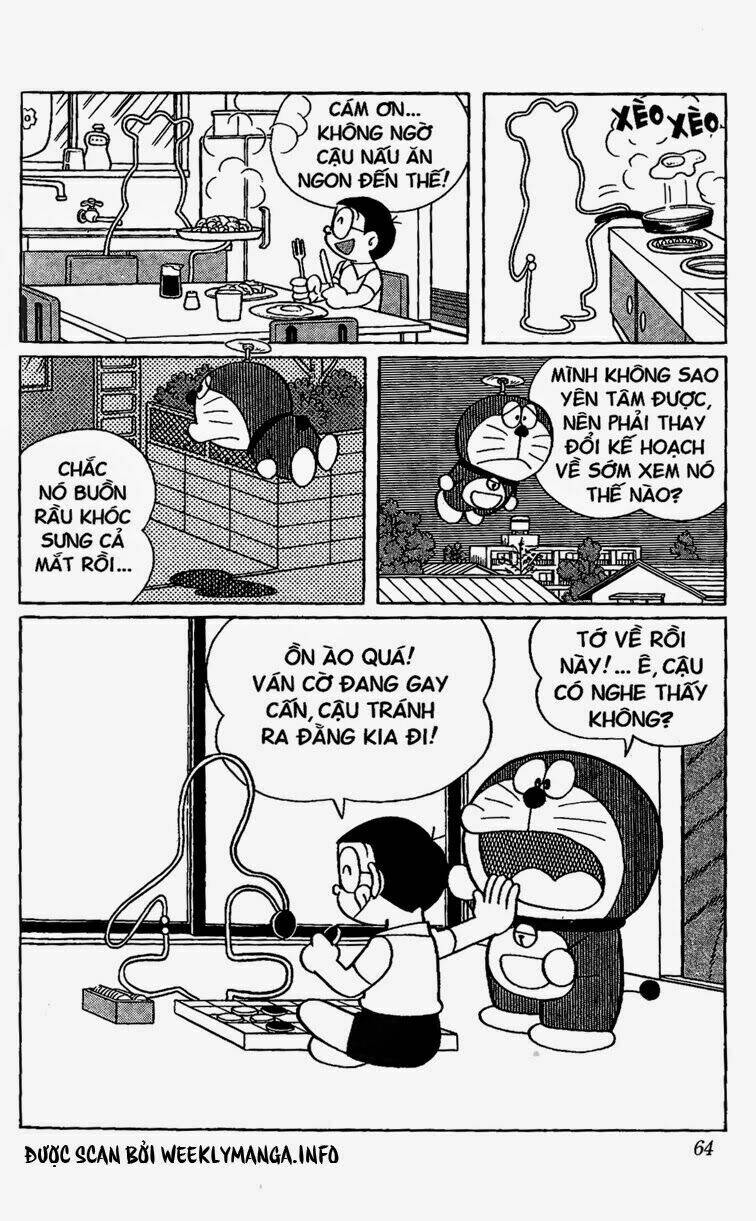 CÁM ƠN...
KHÔNG NGỜ
CẬU NẤU ĂN
NGON ĐẾN THẾ!
XÈO XÈO
MÌNH KHÔNG SAO
YÊN TÂM ĐƯỢC,
NÊN PHẢI THAY
ĐỔI KẾ HOẠCH
VỀ SỚM XEM NÓ
THẾ NÀO?
CHẮC
NÓ BUỒN
RẦU KHÓC
SƯNG CẢ
MẮT RỒI...
ỒN ÀO QUÁ!
VÁN CỜ ĐANG GAY
CẤN, CẬU TRÁNH
RA ĐẰNG KIA ĐI!
TỚ VỀ RỒI
NÀY!... Ê, CẬU
CÓ NGHE THẤY
KHÔNG?
ĐƯỢC SCAN BỞI WEEKLYMANGA.INFO
64